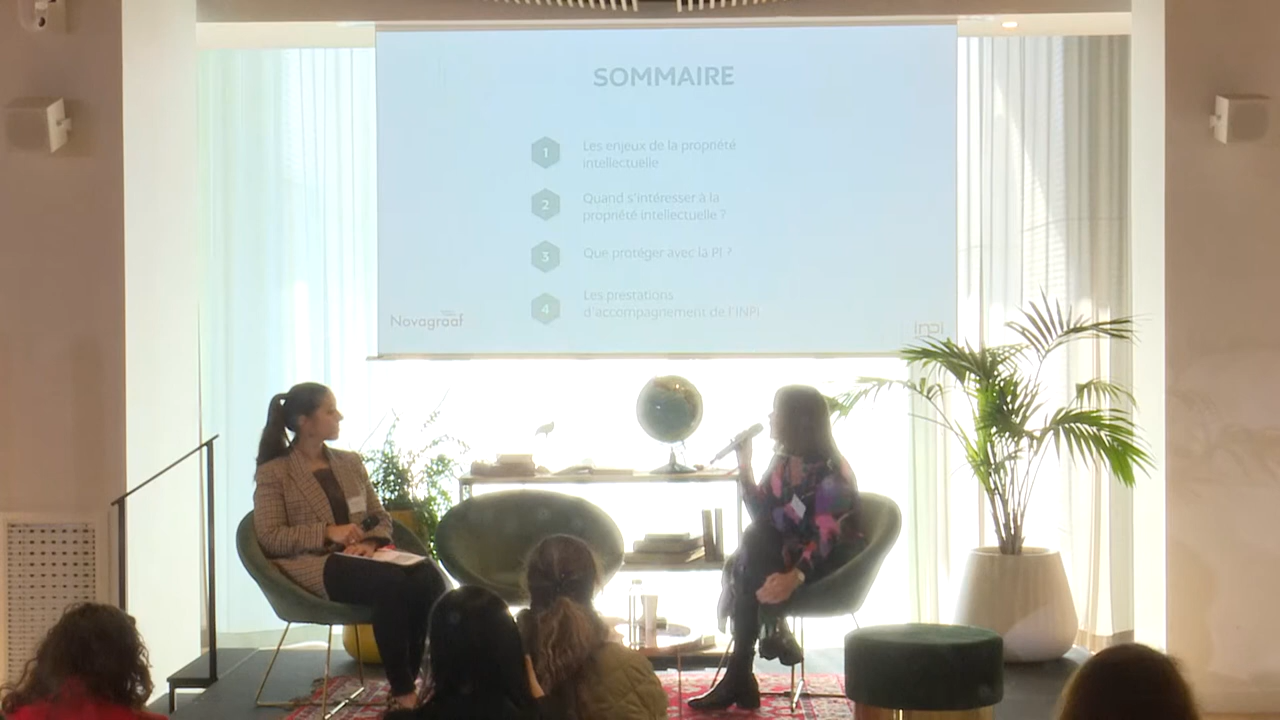 SOMMAIRE
1
Les enjeux de la propriété
intellectuelle
2
Quand s'intéresser à la
propriété intellectuelle ?
3
Que protéger avec la PI ?
4
Les prestations
d'accompagnement de l'INPI
Novagraaf
inpi